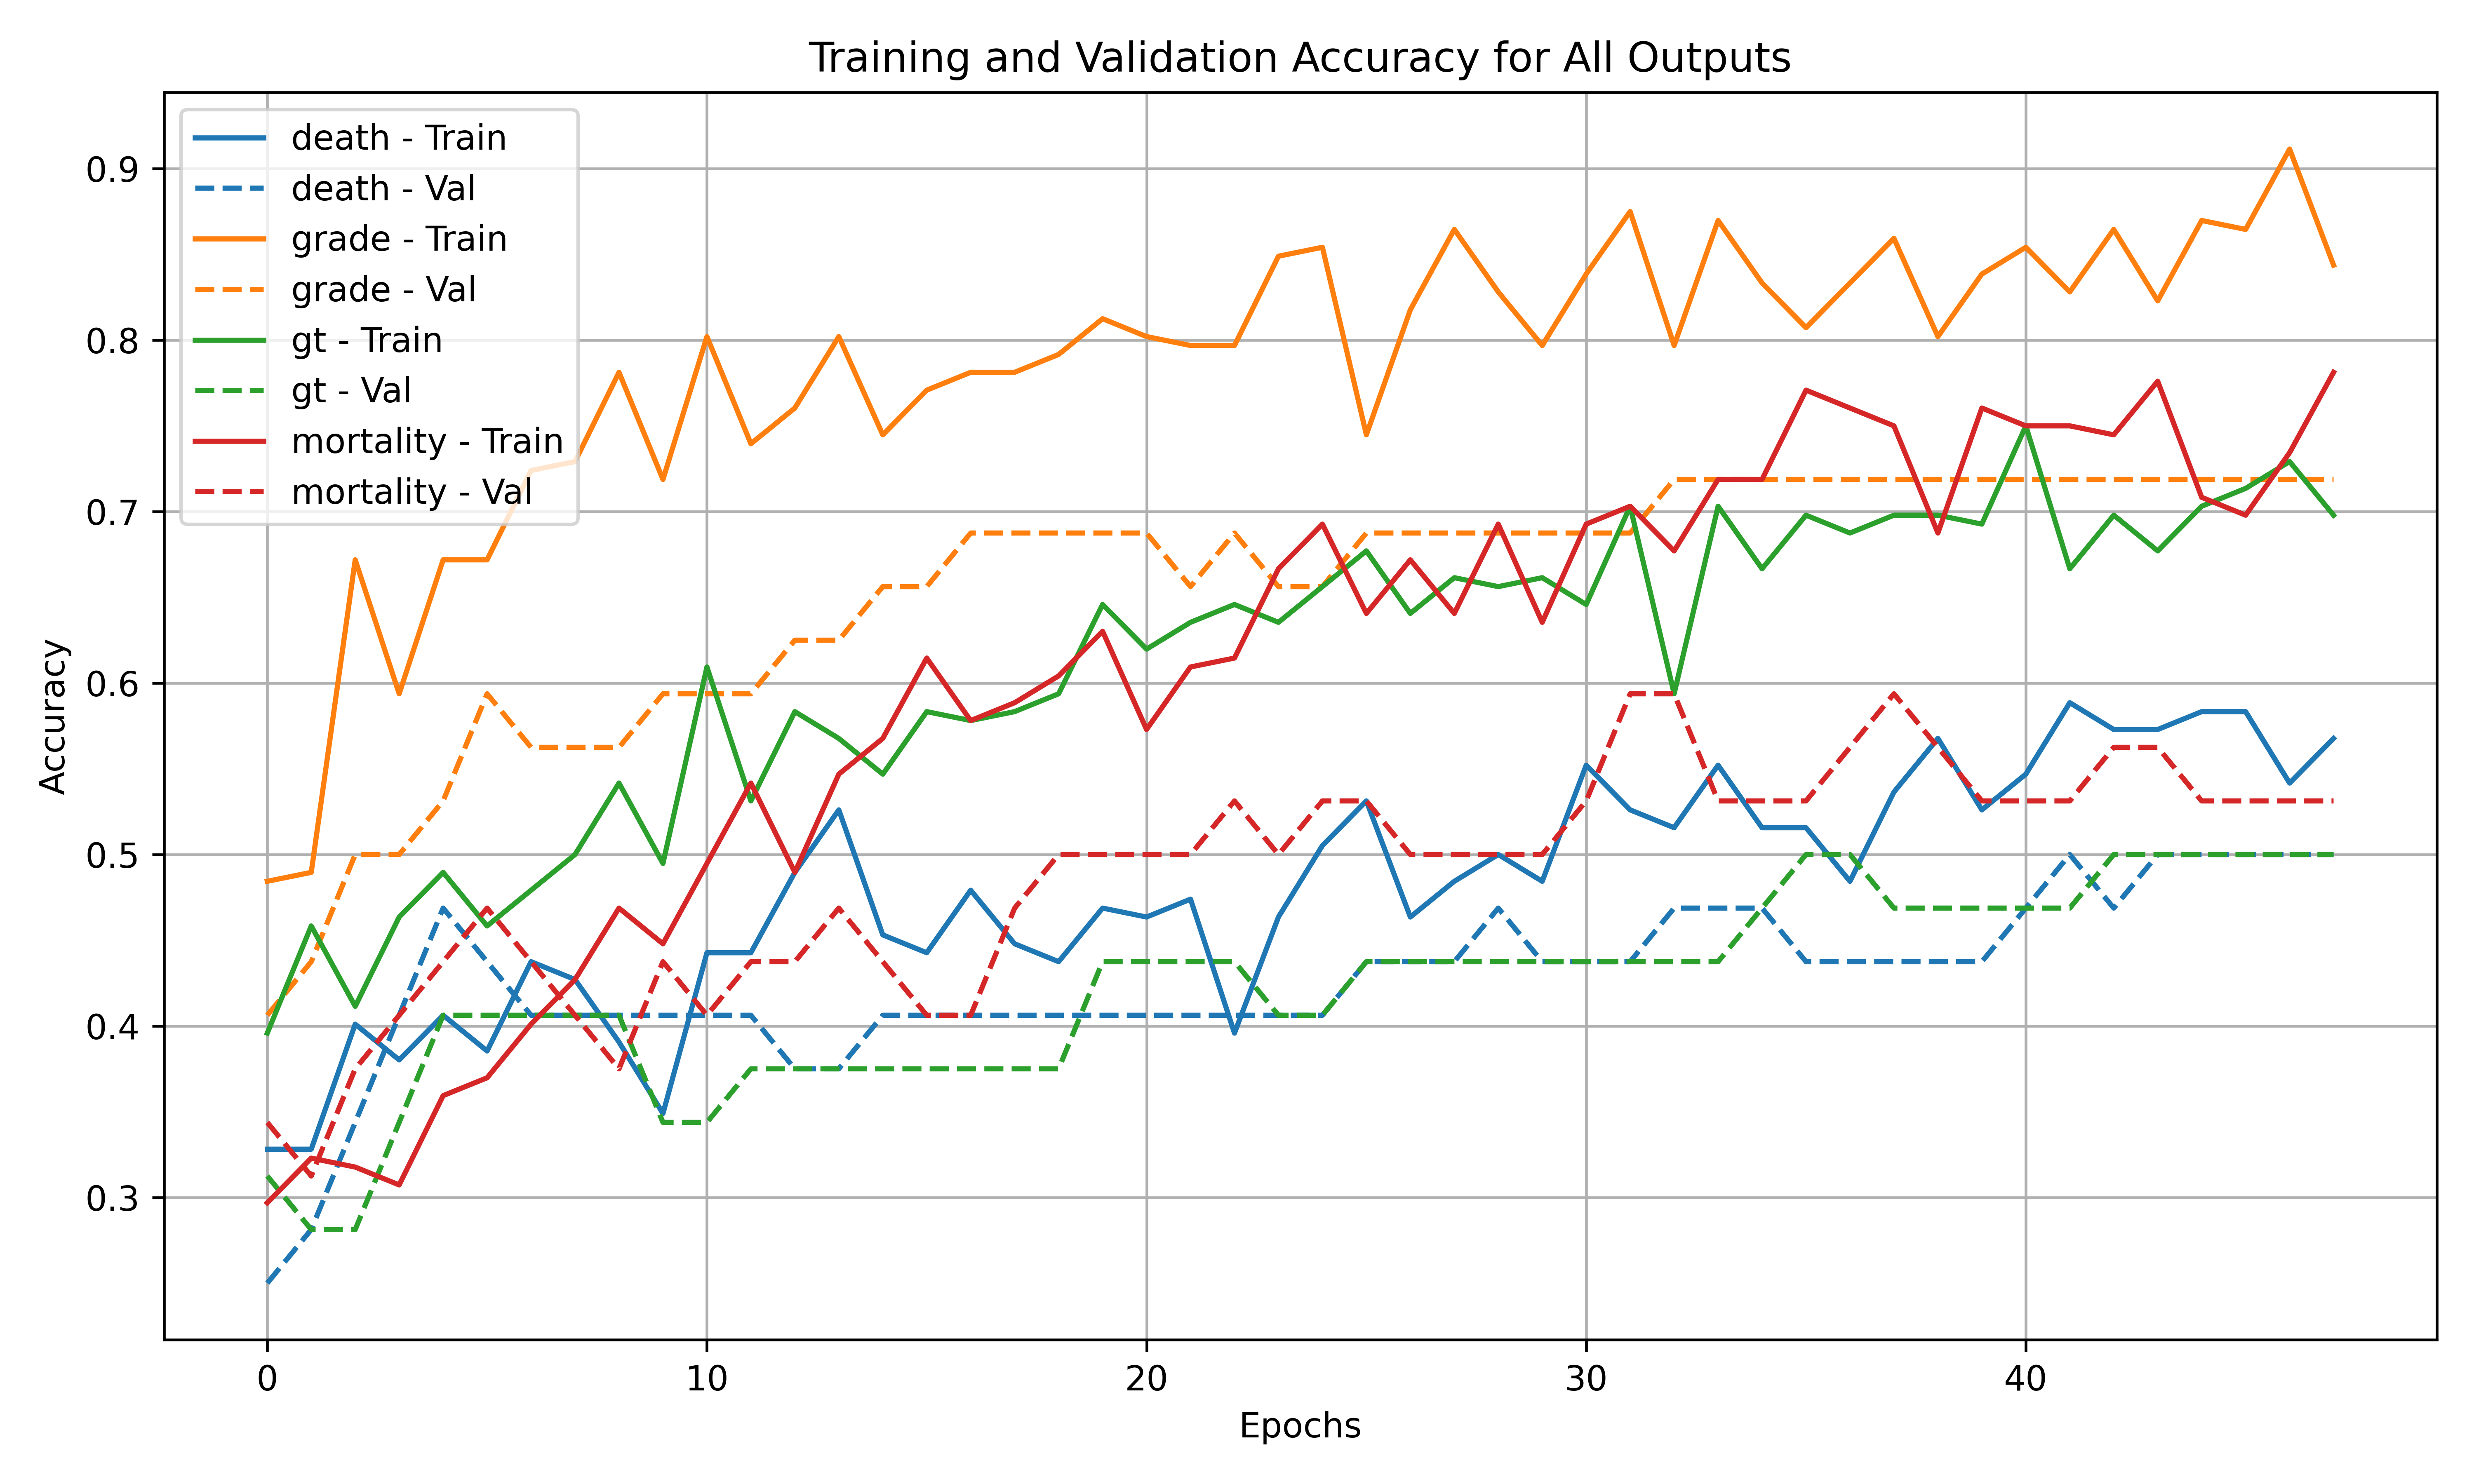 Training and Validation Accuracy for All Outputs
death - Train
death - Val
grade - Train
grade - Val
gt - Train
gt - Val
mortality - Train
mortality - Val
0.9
0.8
0.7
0.6
0.5
0.4
0.3
Accuracy
0 10 20 30 40
Epochs